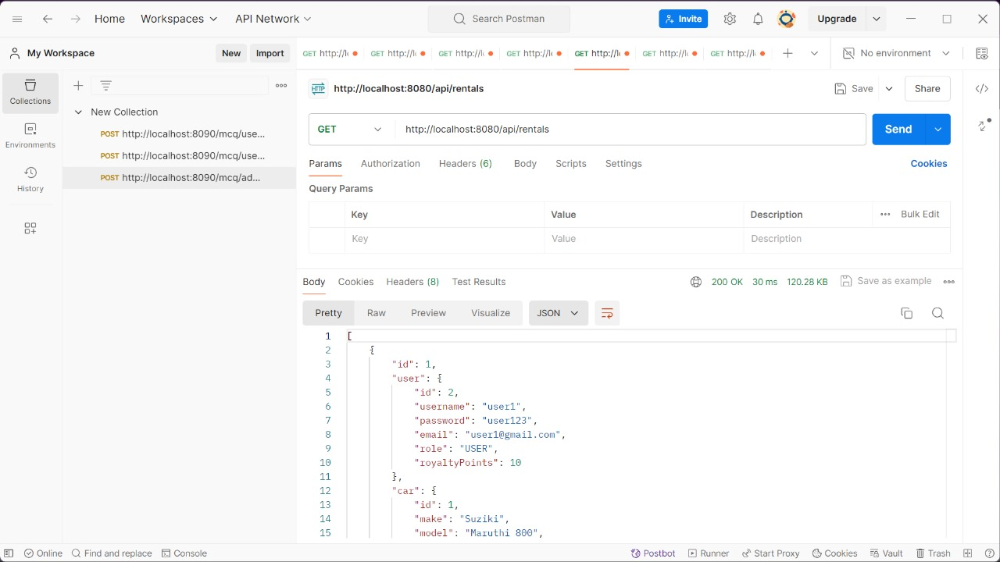 Home Workspaces API Network Search Postman Invite Upgrade
My Workspace New Import
GET http://l GET http://l GET http://l GET http://l GET http://l GET http://l GET http://l No environment
Collections
Environments
History
New Collection
POST http://localhost:8090/mcq/use...
POST http://localhost:8090/mcq/use...
POST http://localhost:8090/mcq/ad...
HTTP http://localhost:8080/api/rentals Save Share
GET http://localhost:8080/api/rentals Send
Params Authorization Headers (6) Body Scripts Settings Cookies
Query Params
Key Value Description Bulk Edit
Key Value Description
Body Cookies Headers (8) Test Results 200 OK 30 ms 120.28 KB Save as example
Pretty Raw Preview Visualize JSON
1 [
2 {
3 "id": 1,
4 "user": {
5 "id": 2,
6 "username": "user1",
7 "password": "user123",
8 "email": "user1@gmail.com",
9 "role": "USER",
10 "royaltyPoints": 10
11 },
12 "car": {
13 "id": 1,
14 "make": "Suziki",
15 "model": "Maruthi 800",
Online Find and replace Console Postbot Runner Start Proxy Cookies Vault Trash